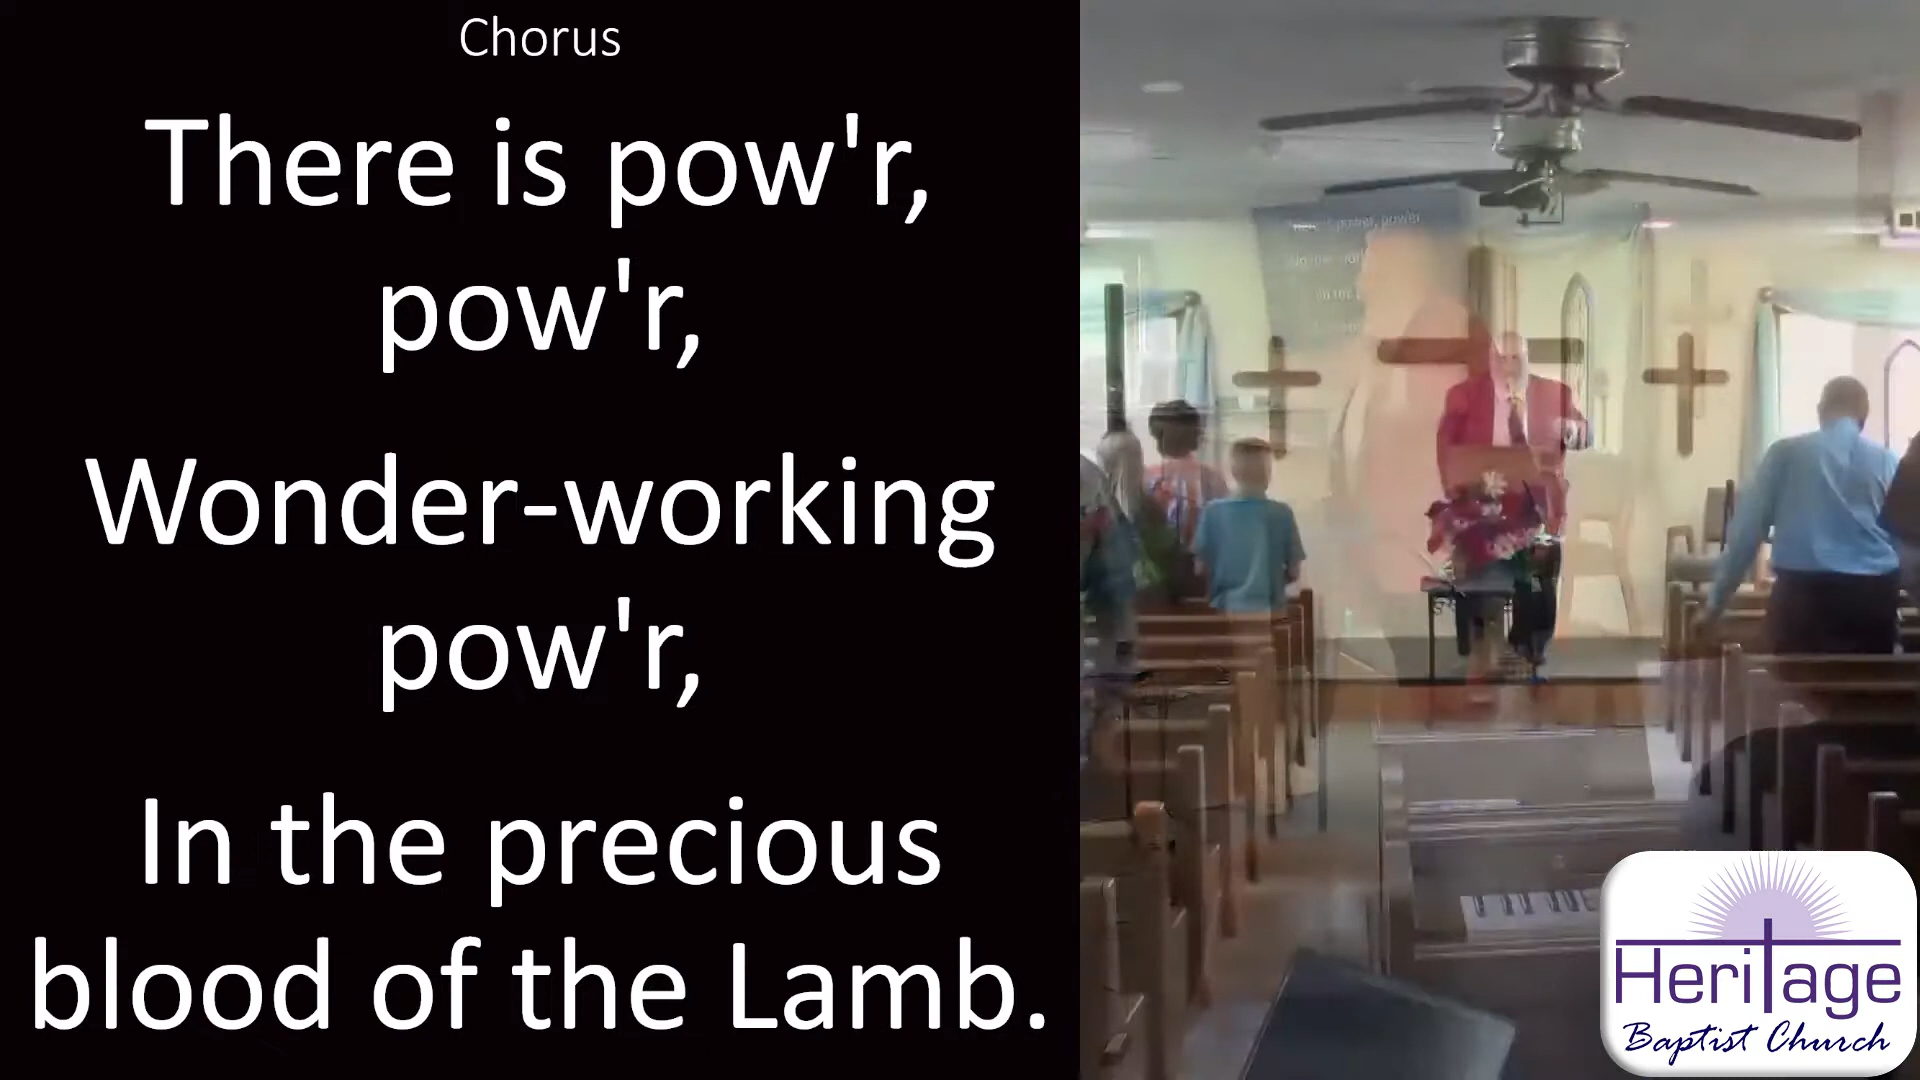 Chorus
There is pow'r,
pow'r,
Wonder-working
pow'r,
In the precious
blood of the Lamb.
Heritage
Baptist Church